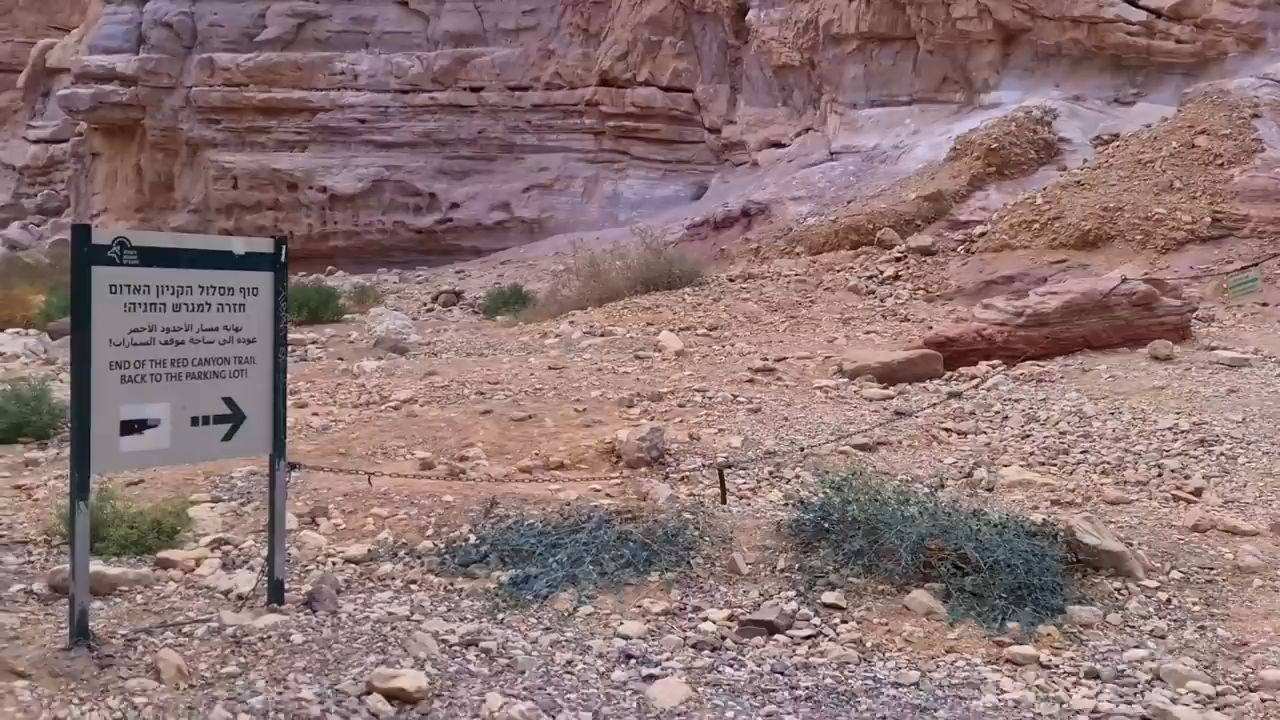 סוף מסלול הקניון האדום
חזרה למגרש החניה!
نهاية مسار الأخدود الأحمر
عودة إلى ساحة موقف السيارات!
END OF THE RED CANYON TRAIL
BACK TO THE PARKING LOT!